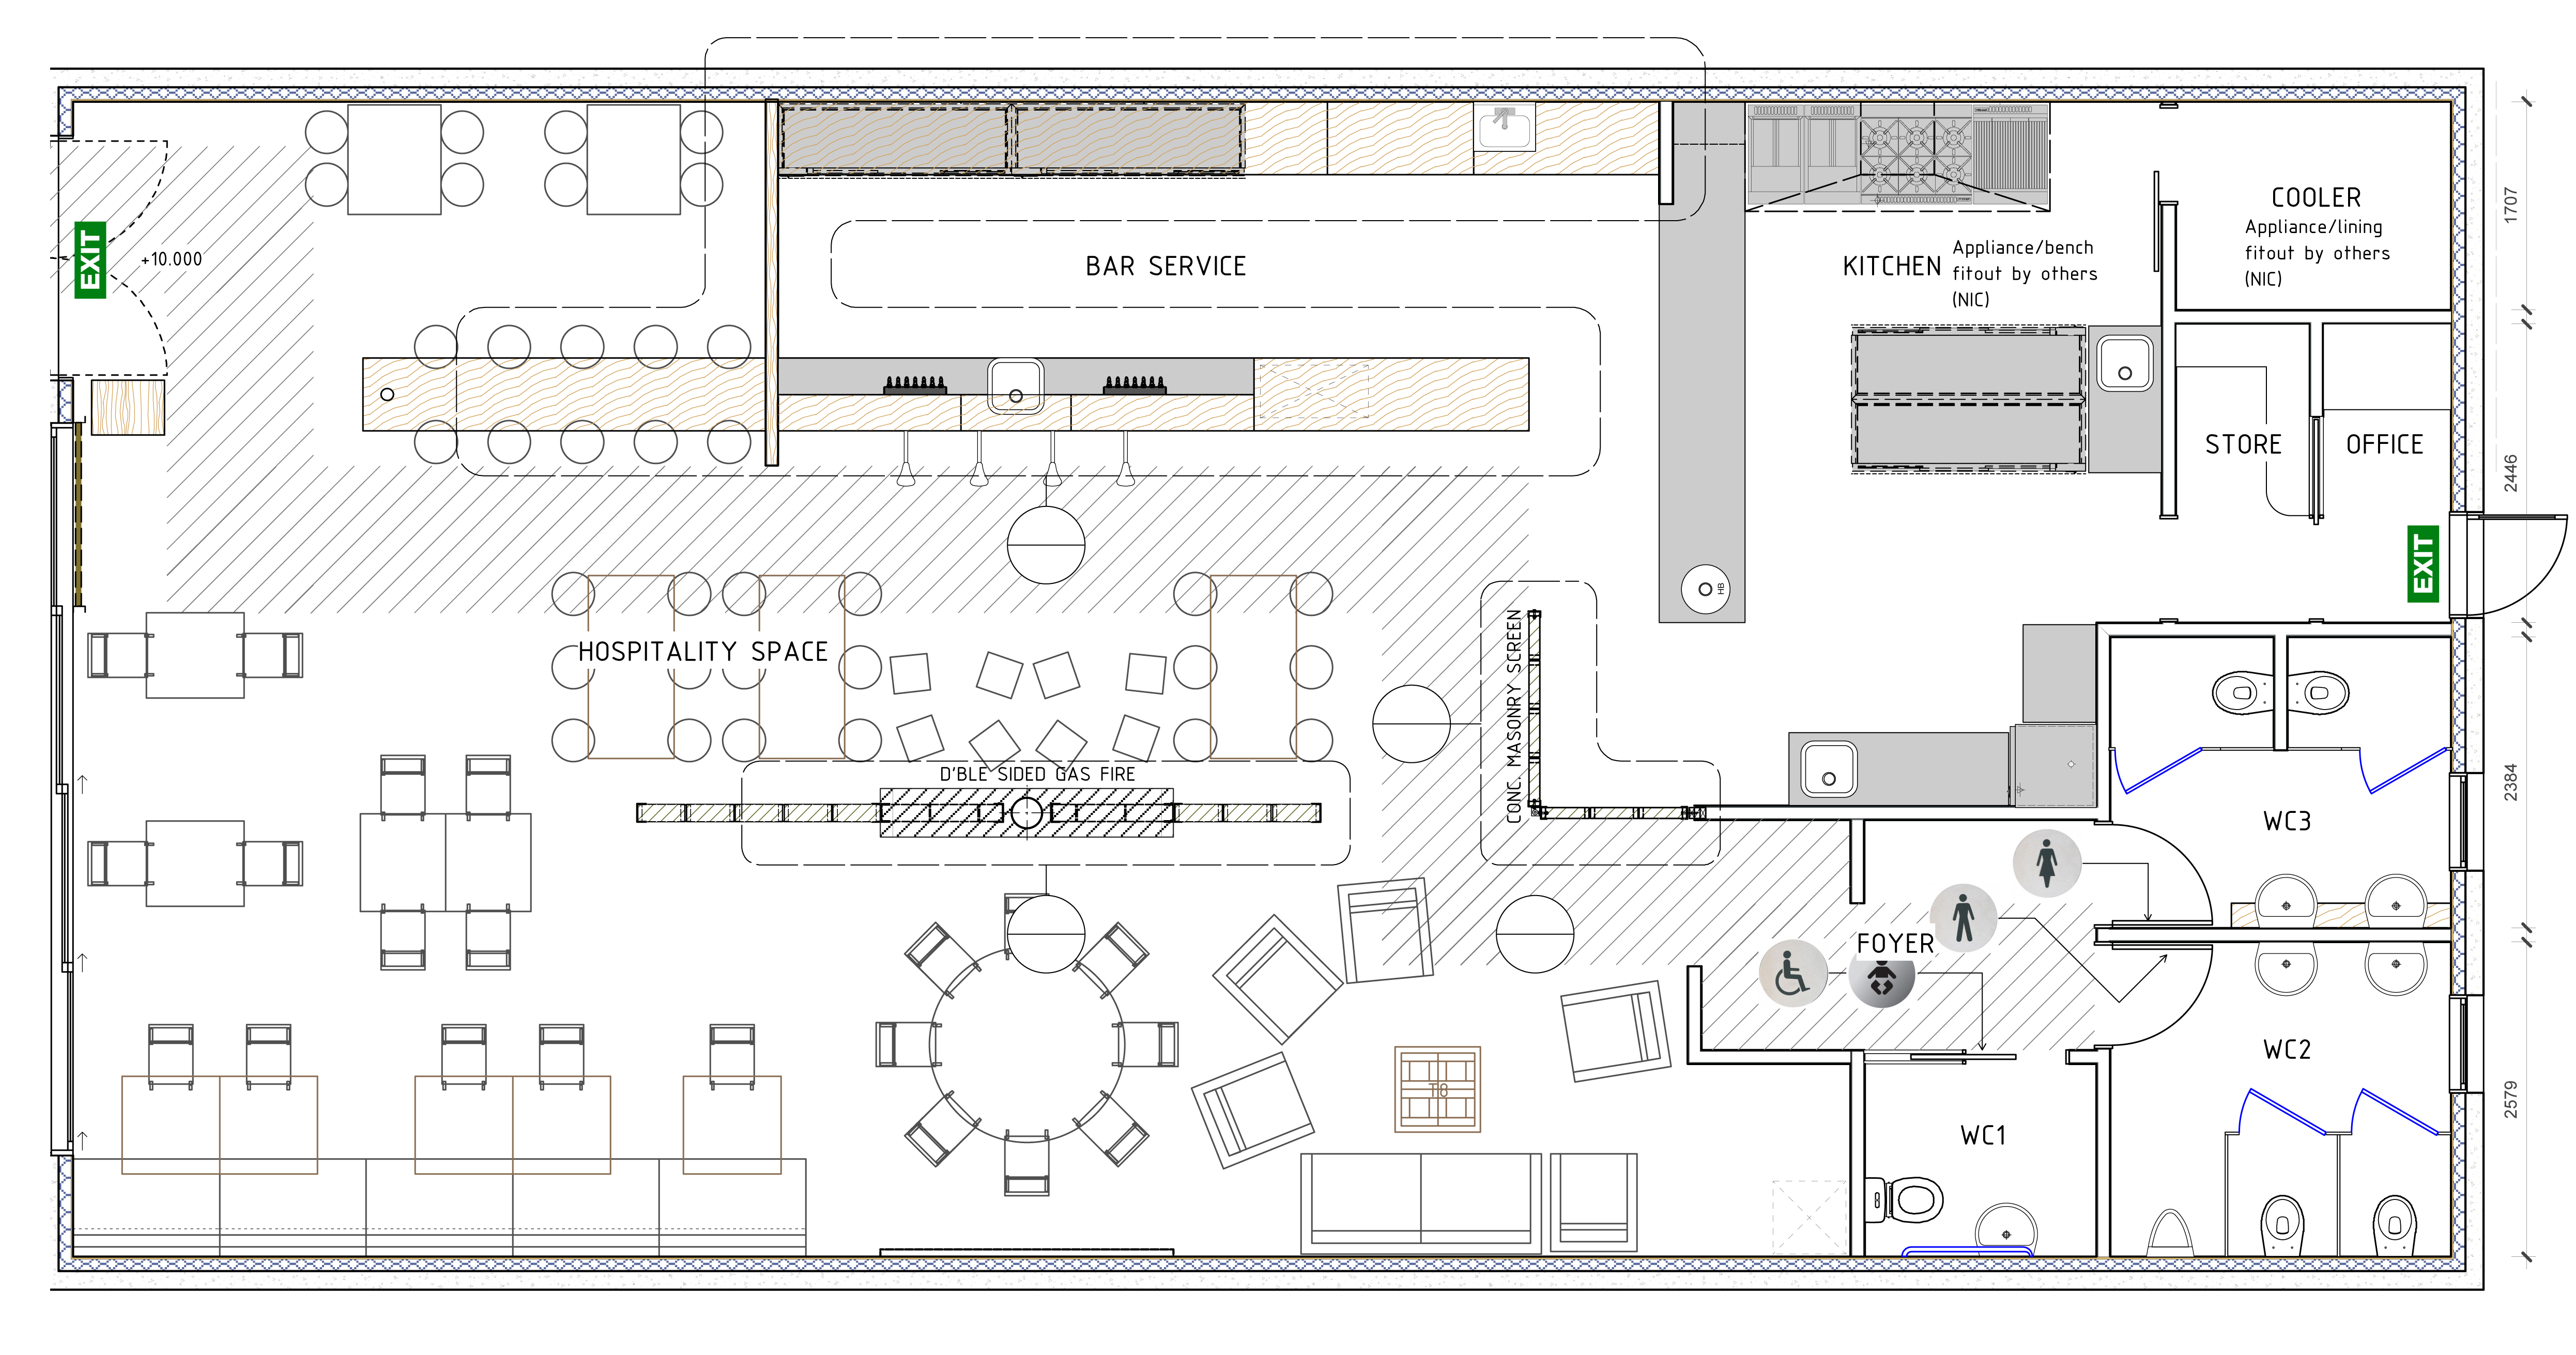 EXIT
+10.000
BAR SERVICE
KITCHEN
Appliance/bench
fitout by others
(NIC)
COOLER
Appliance/lining
fitout by others
(NIC)
1707
STORE
OFFICE
2446
EXIT
HB
HOSPITALITY SPACE
CONC. MASONRY SCREEN
D'BLE SIDED GAS FIRE
WC3
2384
FOYER
WC2
T8
WC1
2579